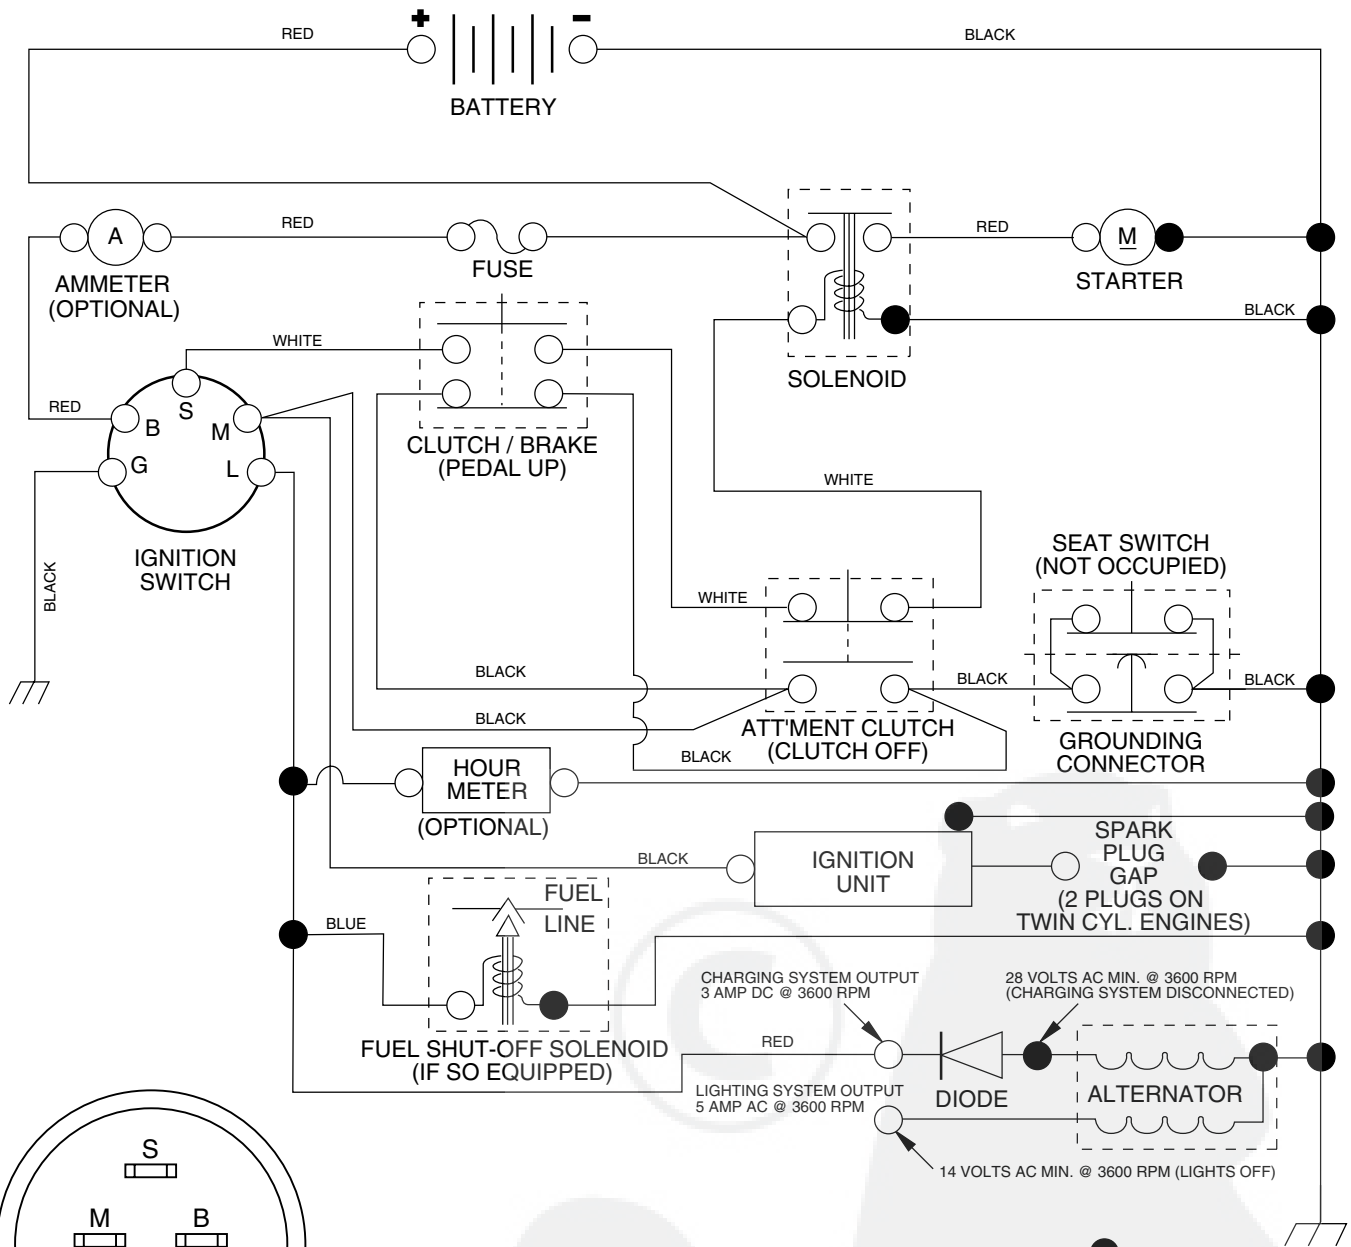 + -
RED
BLACK
BATTERY
A
RED
RED
M
AMMETER
(OPTIONAL)
FUSE
STARTER
BLACK
WHITE
SOLENOID
RED
S
B
M
CLUTCH / BRAKE
(PEDAL UP)
G
L
WHITE
IGNITION
SWITCH
BLACK
SEAT SWITCH
(NOT OCCUPIED)
WHITE
BLACK
BLACK
BLACK
BLACK
ATT'MENT CLUTCH
(CLUTCH OFF)
BLACK
GROUNDING
CONNECTOR
HOUR
METER
(OPTIONAL)
BLACK
IGNITION
UNIT
SPARK
PLUG
GAP
(2 PLUGS ON
TWIN CYL. ENGINES)
FUEL
LINE
BLUE
CHARGING SYSTEM OUTPUT
3 AMP DC @ 3600 RPM
28 VOLTS AC MIN. @ 3600 RPM
(CHARGING SYSTEM DISCONNECTED)
FUEL SHUT-OFF SOLENOID
(IF SO EQUIPPED)
RED
LIGHTING SYSTEM OUTPUT
5 AMP AC @ 3600 RPM
DIODE
ALTERNATOR
14 VOLTS AC MIN. @ 3600 RPM (LIGHTS OFF)
S
M
B
©